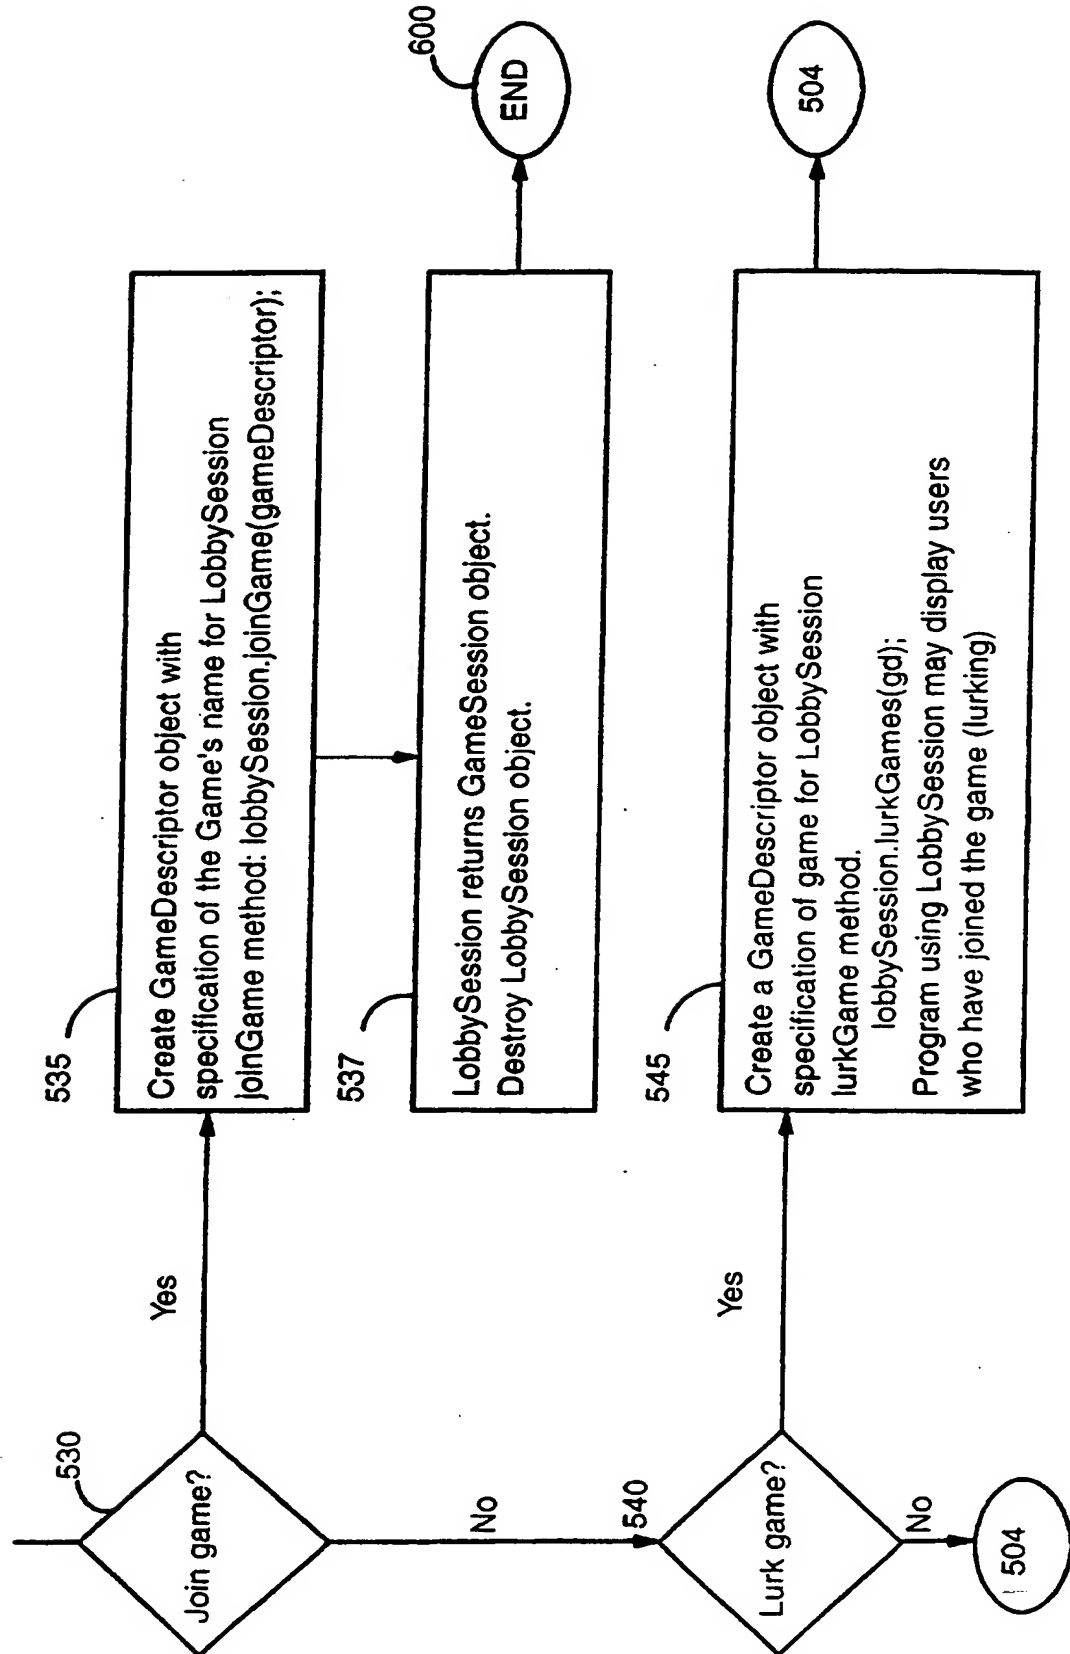 530
Join game?
Yes
535
Create GameDescriptor object with
specification of the Game's name for LobbySession
joinGame method: lobbySession.joinGame(gameDescriptor);
537
LobbySession returns GameSession object.
Destroy LobbySession object.
600
END
No
540
Lurk game?
Yes
545
Create a GameDescriptor object with
specification of game for LobbySession
lurkGame method.
lobbySession.lurkGames(gd);
Program using LobbySession may display users
who have joined the game (lurking)
504
No
504